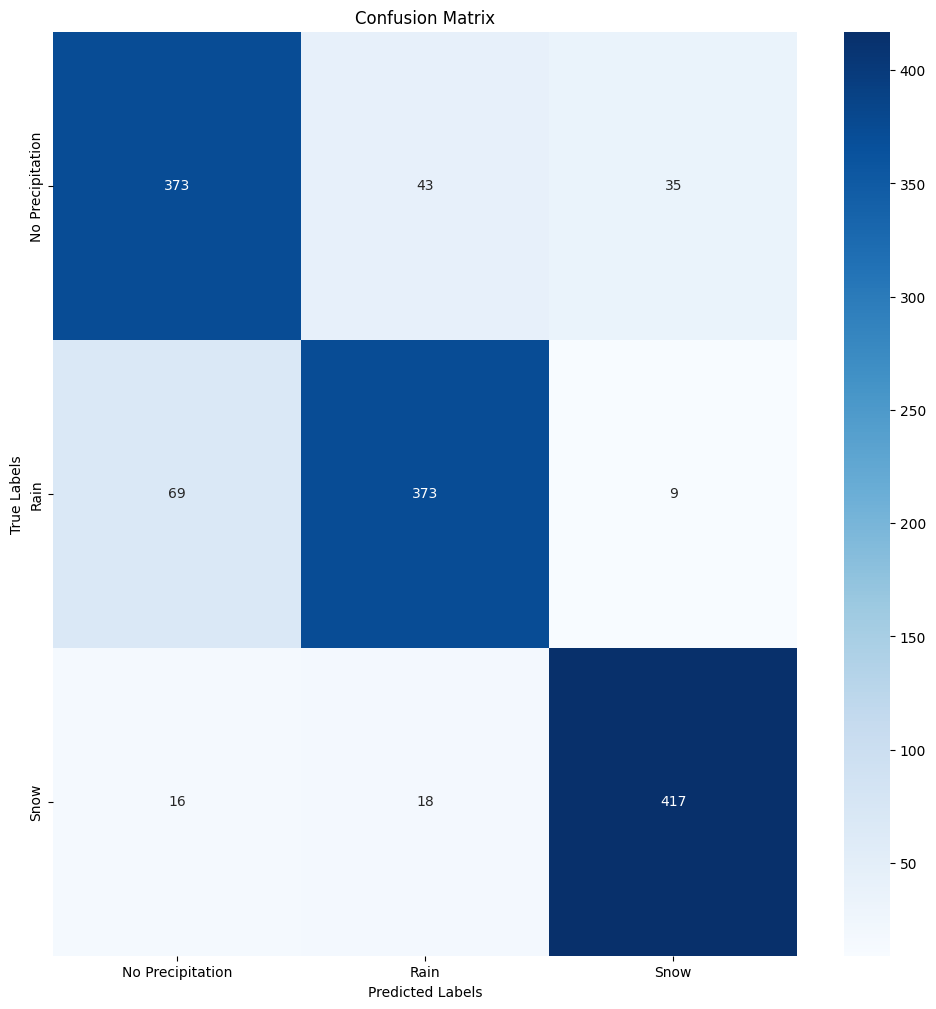 Confusion Matrix
No Precipitation
373
43
35
Rain
69
373
9
Snow
16
18
417
True Labels
No Precipitation
Rain
Snow
Predicted Labels
400
350
300
250
200
150
100
50